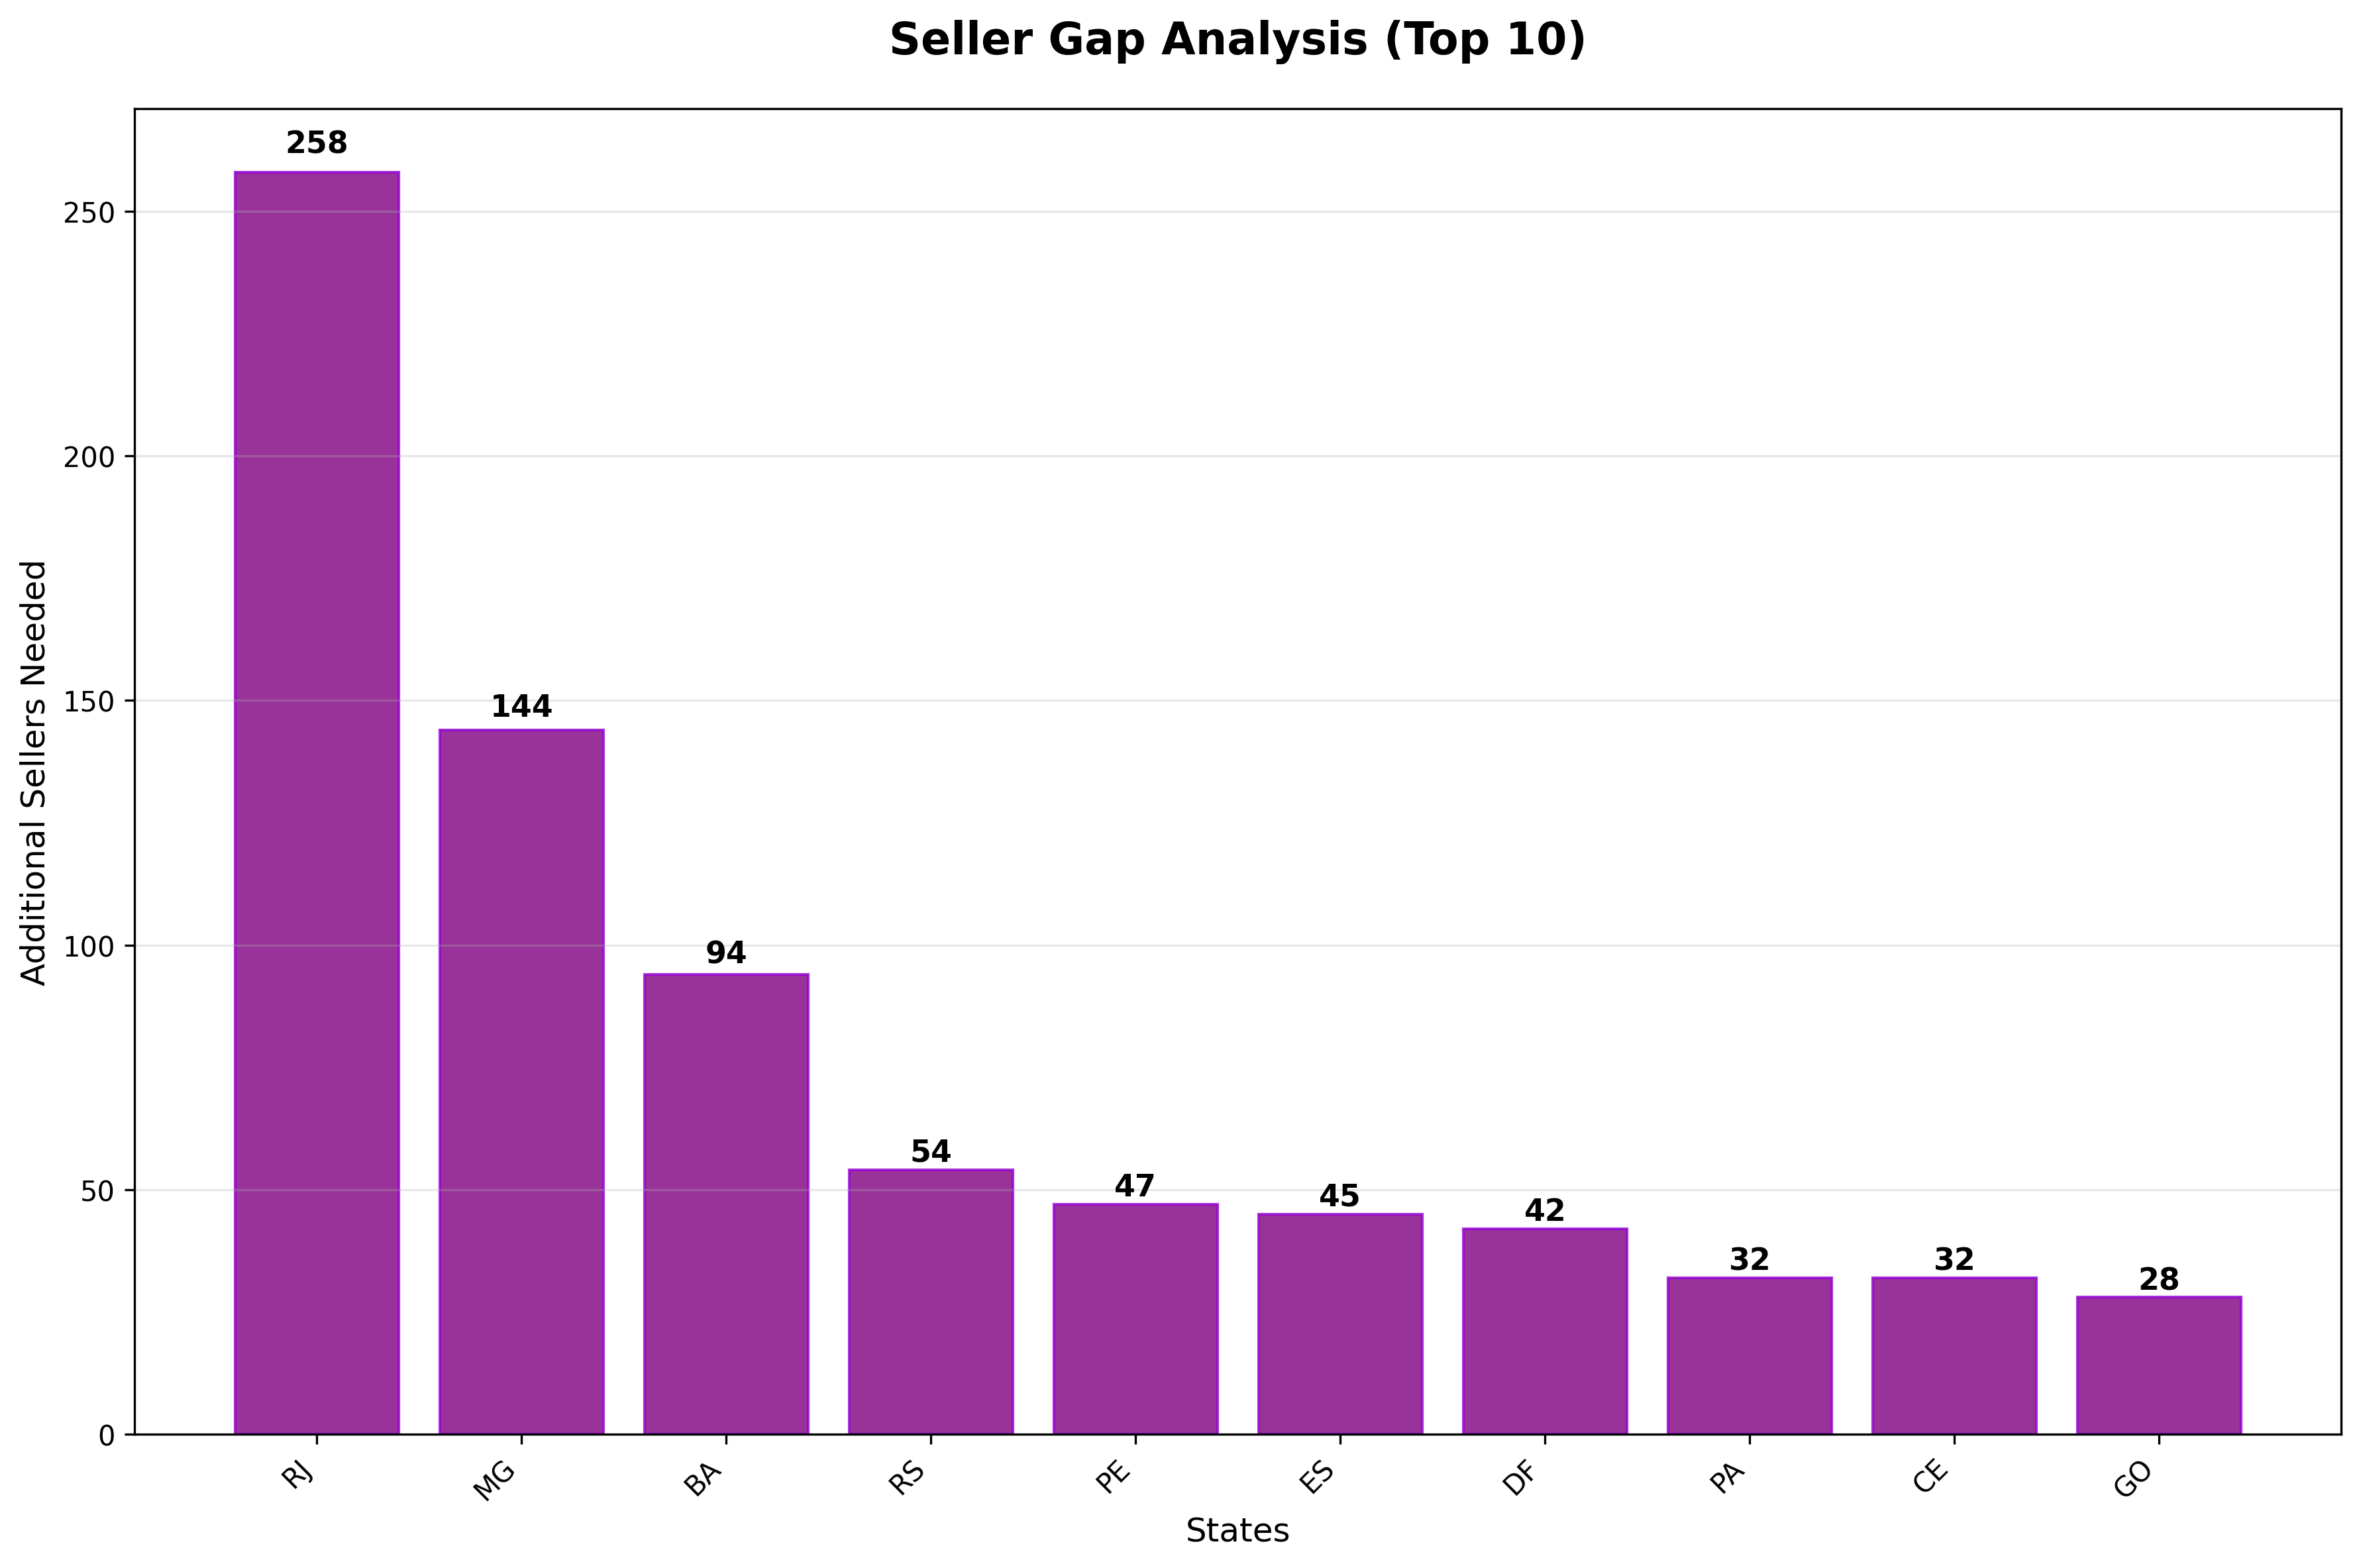 Seller Gap Analysis (Top 10)
Additional Sellers Needed
250
200
150
100
50
0
258
144
94
54
47
45
42
32
32
28
RJ
MG
BA
RS
PE
ES
DF
PA
CE
GO
States